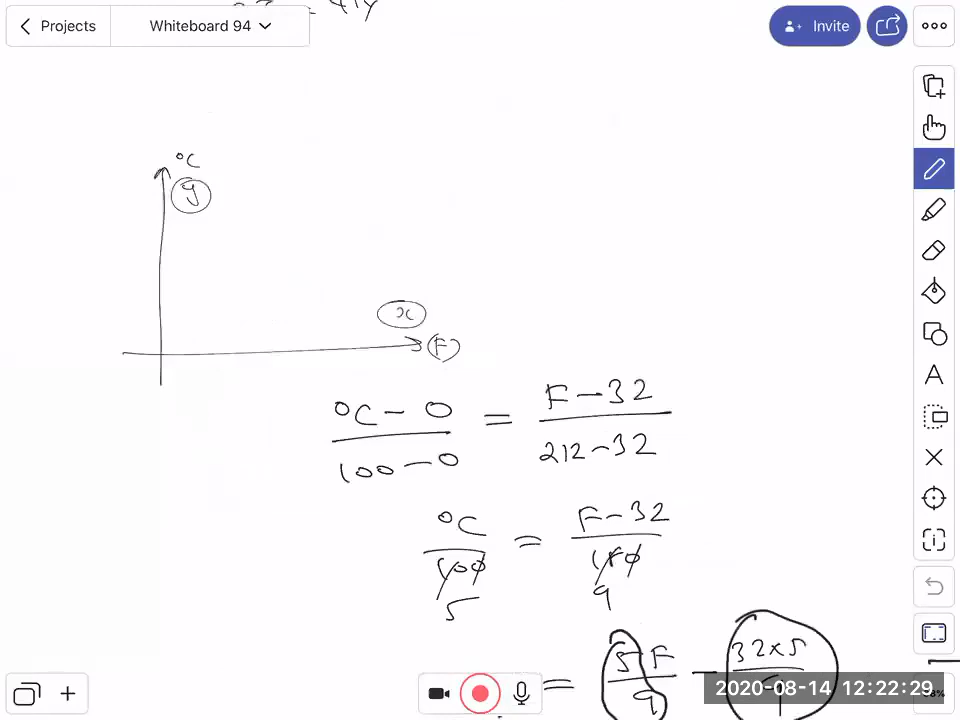 Projects
Whiteboard 94
Invite
°C
y
x
F
°C - 0 / 100 - 0 = F - 32 / 212 - 32
°C / 100 = F - 32 / 180
5 9
= 5 F / 9 - 32 x 5 / 9
2020-08-14 12:22:29